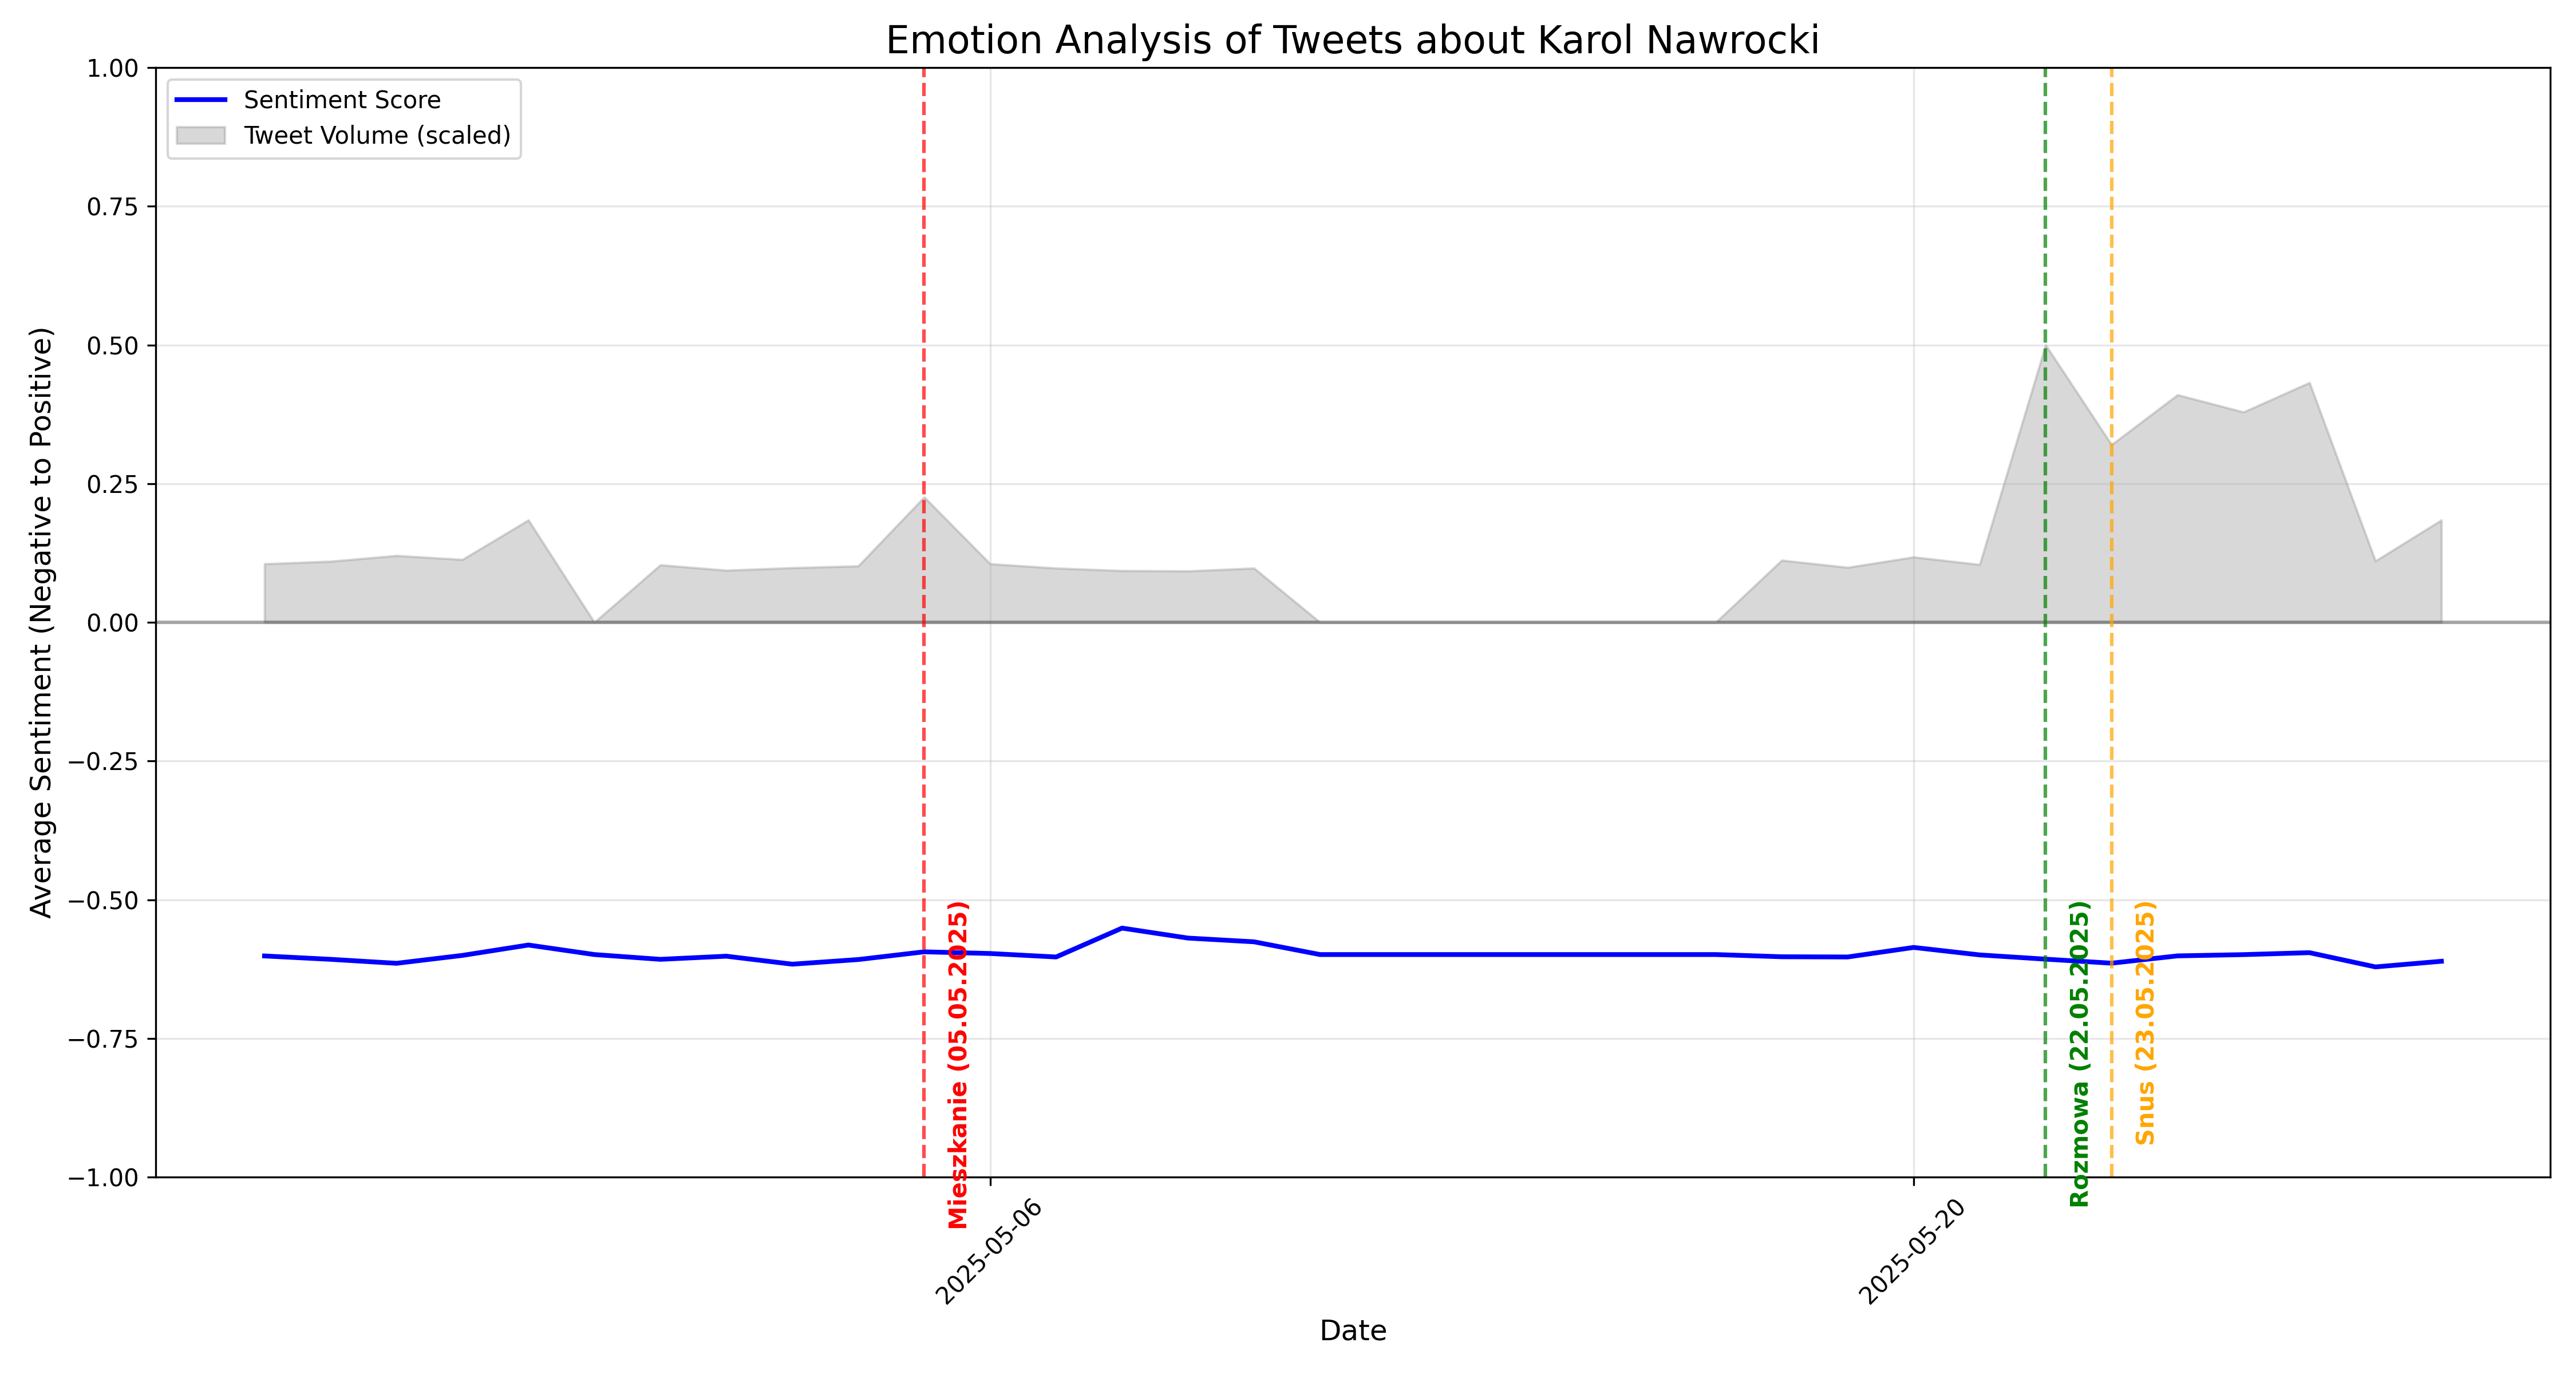 Emotion Analysis of Tweets about Karol Nawrocki
Sentiment Score
Tweet Volume (scaled)
Average Sentiment (Negative to Positive)
1.00
0.75
0.50
0.25
0.00
−0.25
−0.50
−0.75
−1.00
Mieszkanie (05.05.2025)
Rozmowa (22.05.2025)
Snus (23.05.2025)
2025-05-06
2025-05-20
Date